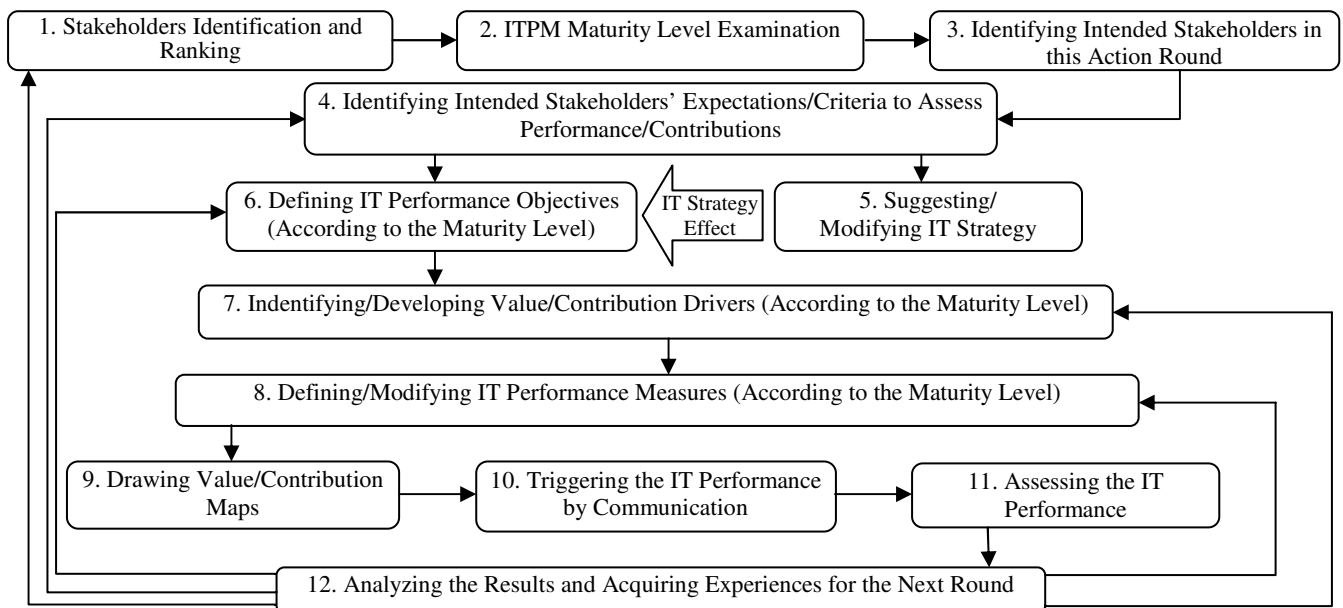 1. Stakeholders Identification and
Ranking
2. ITPM Maturity Level Examination
3. Identifying Intended Stakeholders in
this Action Round
4. Identifying Intended Stakeholders’ Expectations/Criteria to Assess
Performance/Contributions
6. Defining IT Performance Objectives
(According to the Maturity Level)
IT Strategy
Effect
5. Suggesting/
Modifying IT Strategy
7. Indentifying/Developing Value/Contribution Drivers (According to the Maturity Level)
8. Defining/Modifying IT Performance Measures (According to the Maturity Level)
9. Drawing Value/Contribution
Maps
10. Triggering the IT Performance
by Communication
11. Assessing the IT
Performance
12. Analyzing the Results and Acquiring Experiences for the Next Round